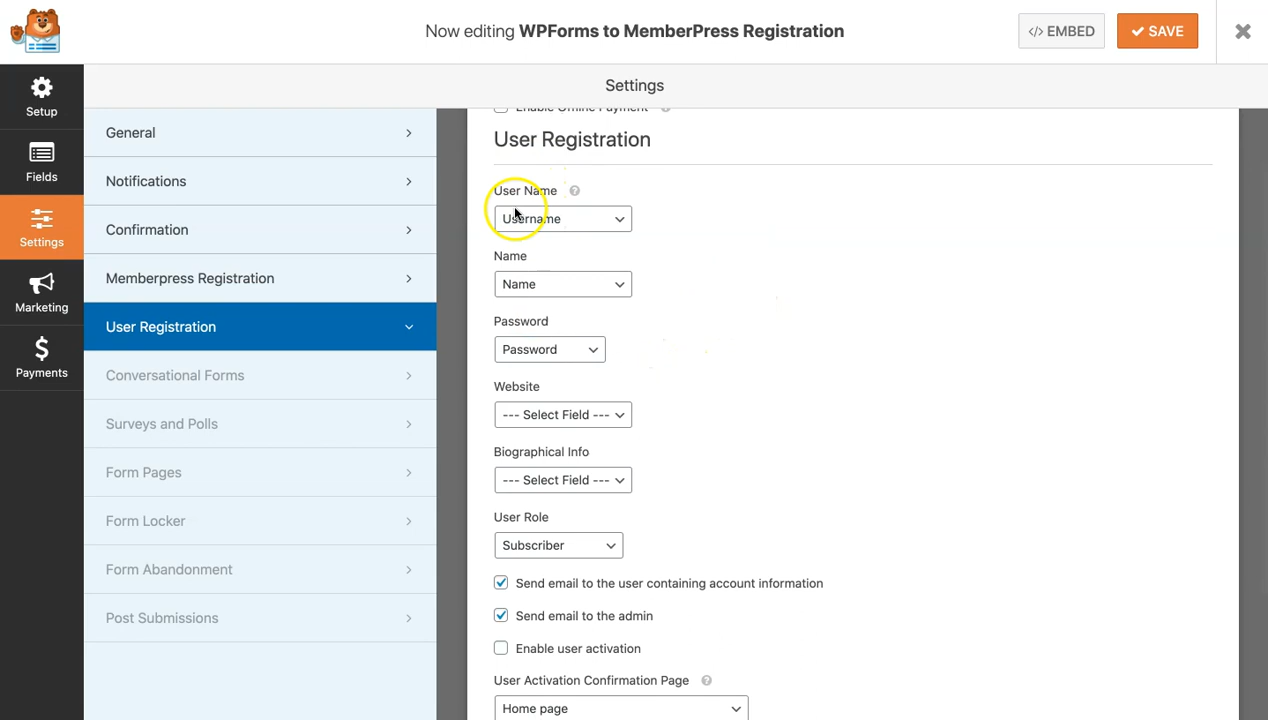 Now editing WPForms to MemberPress Registration
</> EMBED
SAVE
Settings
Setup
Fields
Settings
Marketing
Payments
General
Notifications
Confirmation
Memberpress Registration
User Registration
Conversational Forms
Surveys and Polls
Form Pages
Form Locker
Form Abandonment
Post Submissions
Enable Offline Payment
User Registration
User Name
Username
Name
Name
Password
Password
Website
--- Select Field ---
Biographical Info
--- Select Field ---
User Role
Subscriber
Send email to the user containing account information
Send email to the admin
Enable user activation
User Activation Confirmation Page
Home page